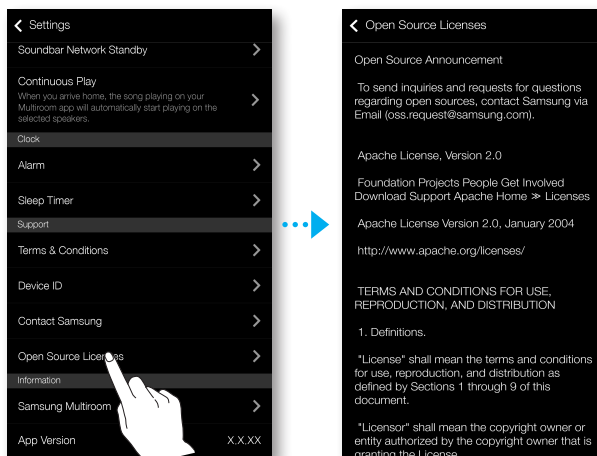 Settings
Soundbar Network Standby
Continuous Play
When you arrive home, the song playing on your
Multiroom app will automatically start playing on the
selected speakers.
Clock
Alarm
Sleep Timer
Support
Terms & Conditions
Device ID
Contact Samsung
Open Source Licenses
Information
Samsung Multiroom
App Version X.X.XX
Open Source Licenses
Open Source Announcement
To send inquiries and requests for questions
regarding open sources, contact Samsung via
Email (oss.request@samsung.com).
Apache License, Version 2.0
Foundation Projects People Get Involved
Download Support Apache Home ≫ Licenses
Apache License Version 2.0, January 2004
http://www.apache.org/licenses/
TERMS AND CONDITIONS FOR USE,
REPRODUCTION, AND DISTRIBUTION
1. Definitions.
"License" shall mean the terms and conditions
for use, reproduction, and distribution as
defined by Sections 1 through 9 of this
document.
"Licensor" shall mean the copyright owner or
entity authorized by the copyright owner that is
granting the License.